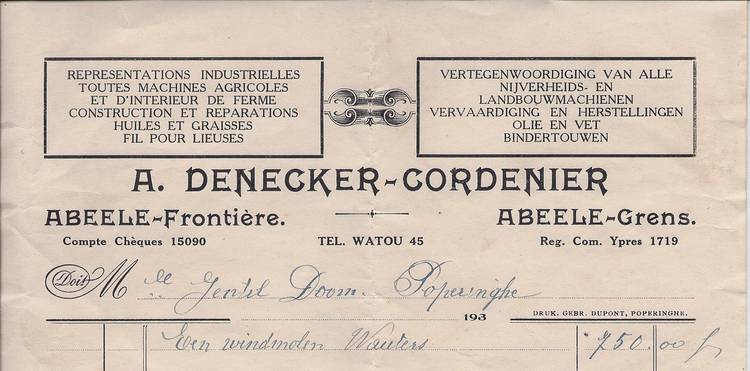 REPRESENTATIONS INDUSTRIELLES
TOUTES MACHINES AGRICOLES
ET D'INTERIEUR DE FERME
CONSTRUCTION ET REPARATIONS
HUILES ET GRAISSES
FIL POUR LIEUSES
VERTEGENWOORDIGING VAN ALLE
NIJVERHEIDS- EN
LANDBOUWMACHIENEN
VERVAARDIGING EN HERSTELLINGEN
OLIE EN VET
BINDERTOUWEN
A. DENECKER-CORDENIER
ABEELE-Frontière. ABEELE-Grens.
Compte Chèques 15090 TEL. WATOU 45 Reg. Com. Ypres 1719
Doit M Gentil Doom. Poperinghe
193 DRUK. GEBR. DUPONT, POPERINGHE.
Een windmolen Wauters 750.00 f